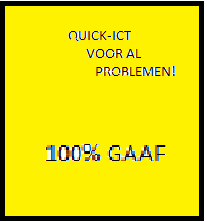 QUICK-ICT
VOOR AL
PROBLEMEN!
100% GAAF